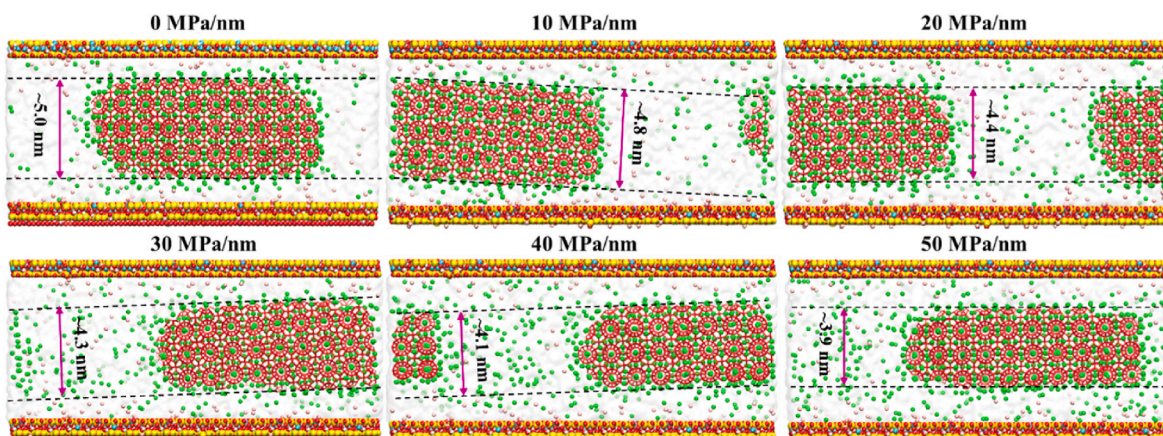 0 MPa/nm
10 MPa/nm
20 MPa/nm
~5.0 nm
~4.8 nm
~4.4 nm
30 MPa/nm
40 MPa/nm
50 MPa/nm
~4.3 nm
~4.1 nm
~3.9 nm